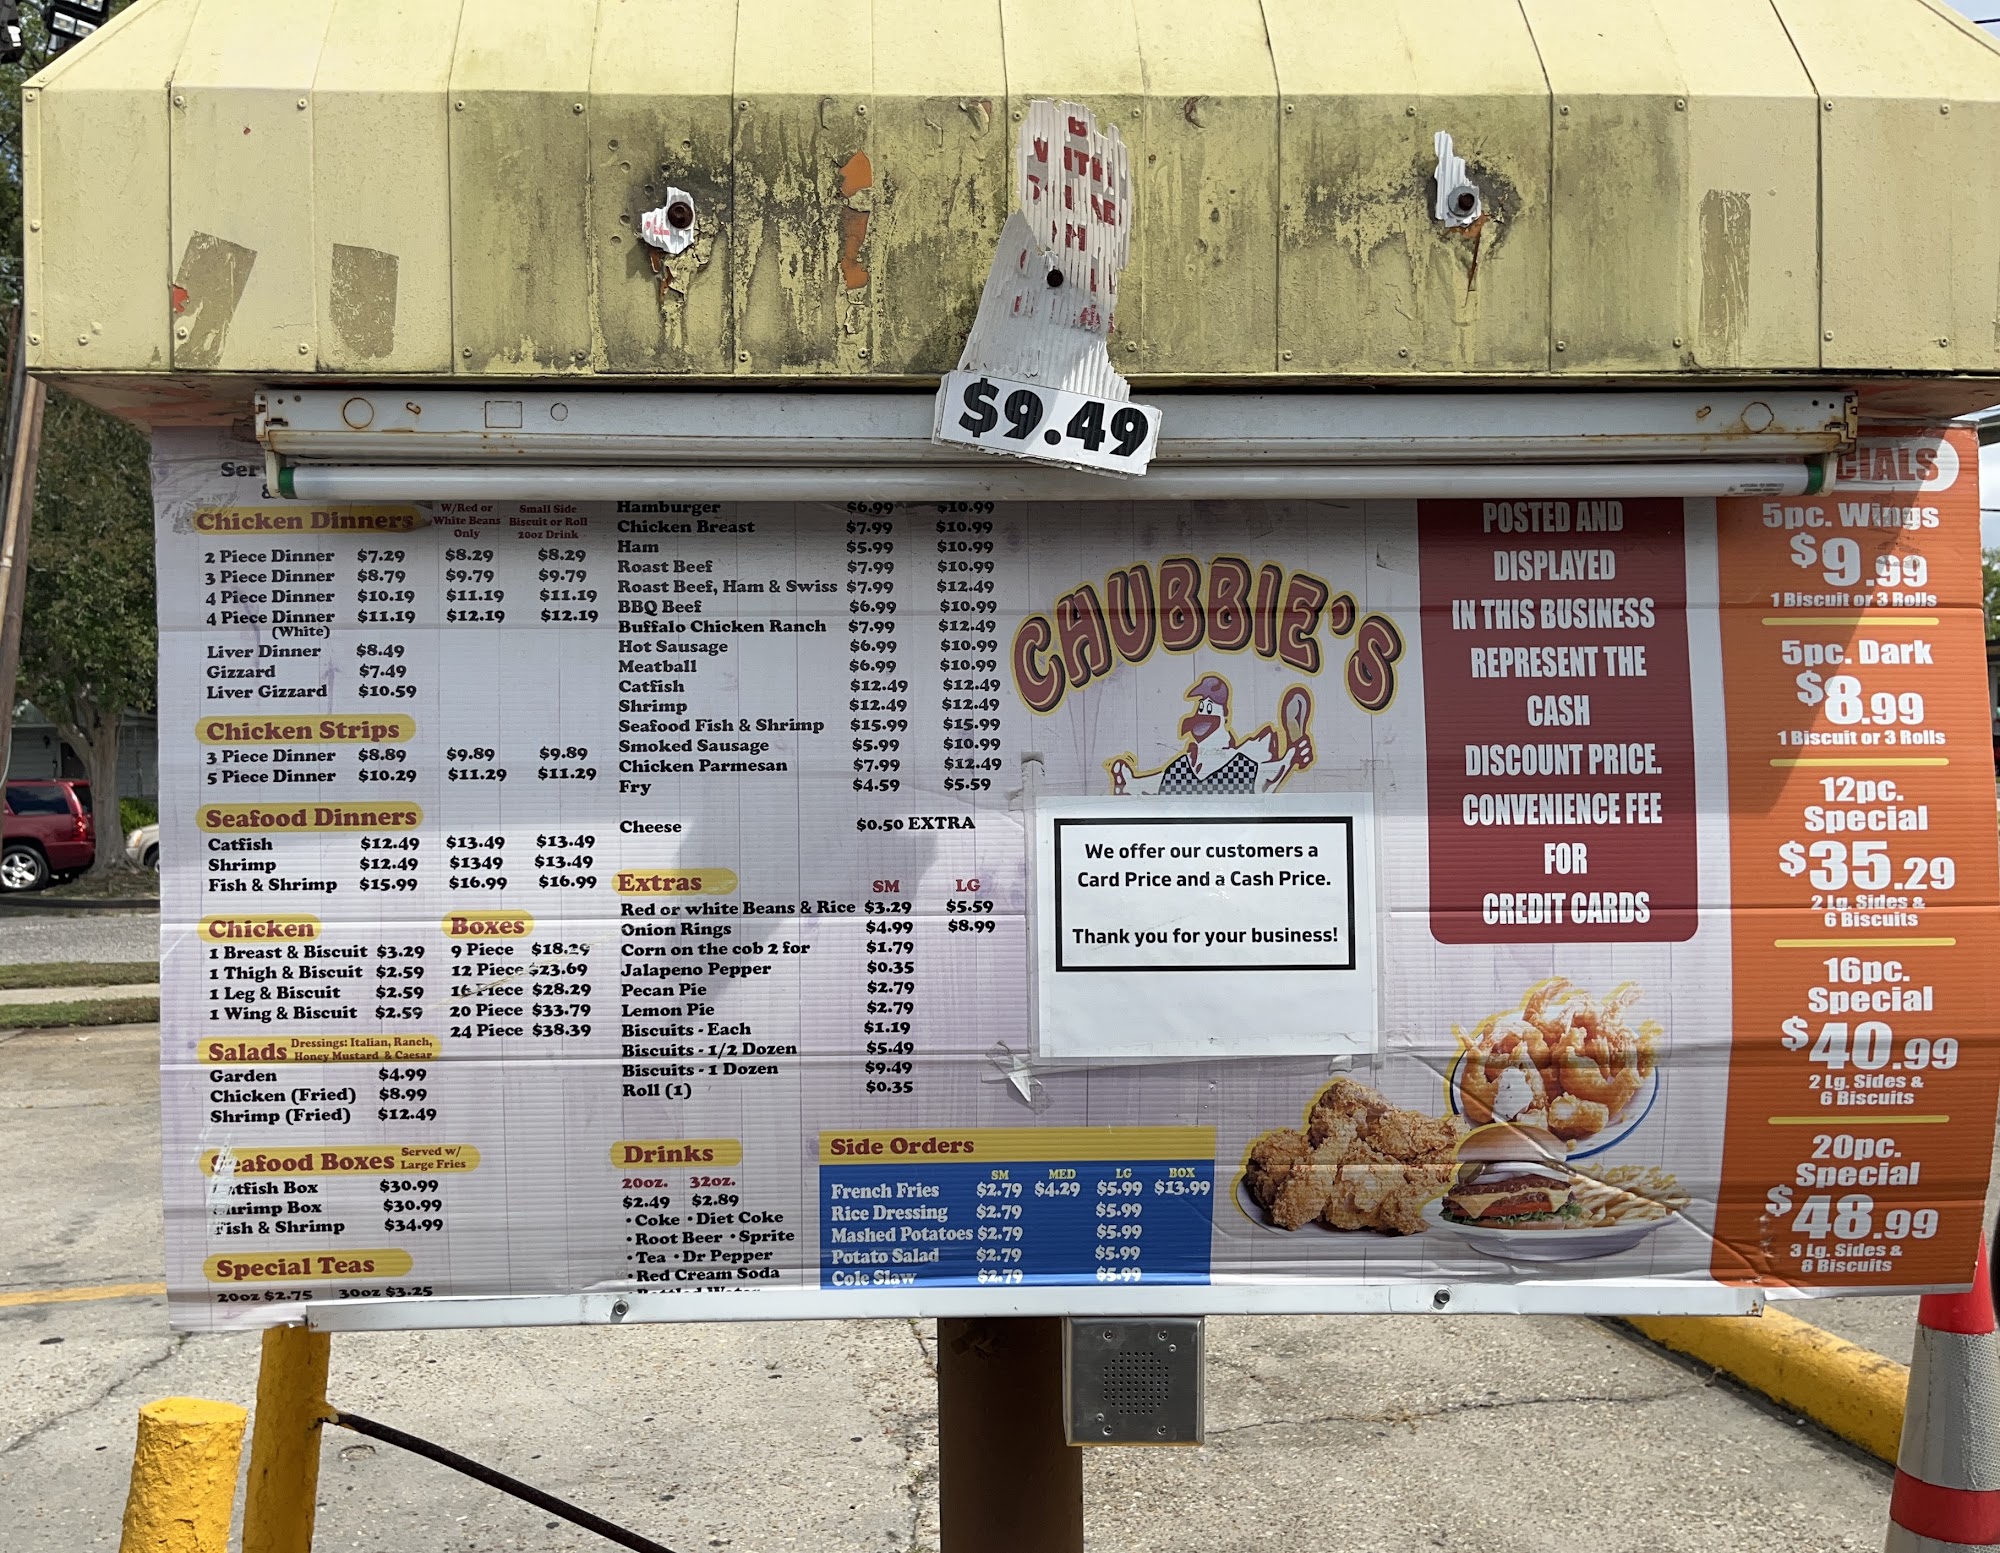 B
WITH
$9.49
Ser
&
Chicken Dinners
W/Red or
White Beans
Only
Small Side
Biscuit or Roll
20oz Drink
2 Piece Dinner $7.29 $8.29 $8.29
3 Piece Dinner $8.79 $9.79 $9.79
4 Piece Dinner $10.19 $11.19 $11.19
4 Piece Dinner $11.19 $12.19 $12.19
(White)
Liver Dinner $8.49
Gizzard $7.49
Liver Gizzard $10.59
Chicken Strips
3 Piece Dinner $8.89 $9.89 $9.89
5 Piece Dinner $10.29 $11.29 $11.29
Seafood Dinners
Catfish $12.49 $13.49 $13.49
Shrimp $12.49 $1349 $13.49
Fish & Shrimp $15.99 $16.99 $16.99
Chicken
1 Breast & Biscuit $3.29
1 Thigh & Biscuit $2.59
1 Leg & Biscuit $2.59
1 Wing & Biscuit $2.59
Boxes
9 Piece $18.29
12 Piece $23.69
16 Piece $28.29
20 Piece $33.79
24 Piece $38.39
Salads Dressings: Italian, Ranch,
Honey Mustard & Caesar
Garden $4.99
Chicken (Fried) $8.99
Shrimp (Fried) $12.49
Seafood Boxes Served w/
Large Fries
Catfish Box $30.99
Shrimp Box $30.99
Fish & Shrimp $34.99
Special Teas
20oz $2.75 30oz $3.25
Hamburger $6.99 $10.99
Chicken Breast $7.99 $10.99
Ham $5.99 $10.99
Roast Beef $7.99 $10.99
Roast Beef, Ham & Swiss $7.99 $12.49
BBQ Beef $6.99 $10.99
Buffalo Chicken Ranch $7.99 $12.49
Hot Sausage $6.99 $10.99
Meatball $6.99 $10.99
Catfish $12.49 $12.49
Shrimp $12.49 $12.49
Seafood Fish & Shrimp $15.99 $15.99
Smoked Sausage $5.99 $10.99
Chicken Parmesan $7.99 $12.49
Fry $4.59 $5.59
Cheese $0.50 EXTRA
Extras SM LG
Red or white Beans & Rice $3.29 $5.59
Onion Rings $4.99 $8.99
Corn on the cob 2 for $1.79
Jalapeno Pepper $0.35
Pecan Pie $2.79
Lemon Pie $2.79
Biscuits - Each $1.19
Biscuits - 1/2 Dozen $5.49
Biscuits - 1 Dozen $9.49
Roll (1) $0.35
Drinks
20oz. 32oz.
$2.49 $2.89
• Coke • Diet Coke
• Root Beer • Sprite
• Tea • Dr Pepper
• Red Cream Soda
• Bottled Water
Side Orders
SM MED LG BOX
French Fries $2.79 $4.29 $5.99 $13.99
Rice Dressing $2.79 $5.99
Mashed Potatoes $2.79 $5.99
Potato Salad $2.79 $5.99
Cole Slaw $2.79 $5.99
CHUBBIE'S
We offer our customers a
Card Price and a Cash Price.
Thank you for your business!
POSTED AND
DISPLAYED
IN THIS BUSINESS
REPRESENT THE
CASH
DISCOUNT PRICE.
CONVENIENCE FEE
FOR
CREDIT CARDS
CIALS
5pc. Wings
$9.99
1 Biscuit or 3 Rolls
5pc. Dark
$8.99
1 Biscuit or 3 Rolls
12pc.
Special
$35.29
2 Lg. Sides &
6 Biscuits
16pc.
Special
$40.99
2 Lg. Sides &
6 Biscuits
20pc.
Special
$48.99
3 Lg. Sides &
8 Biscuits